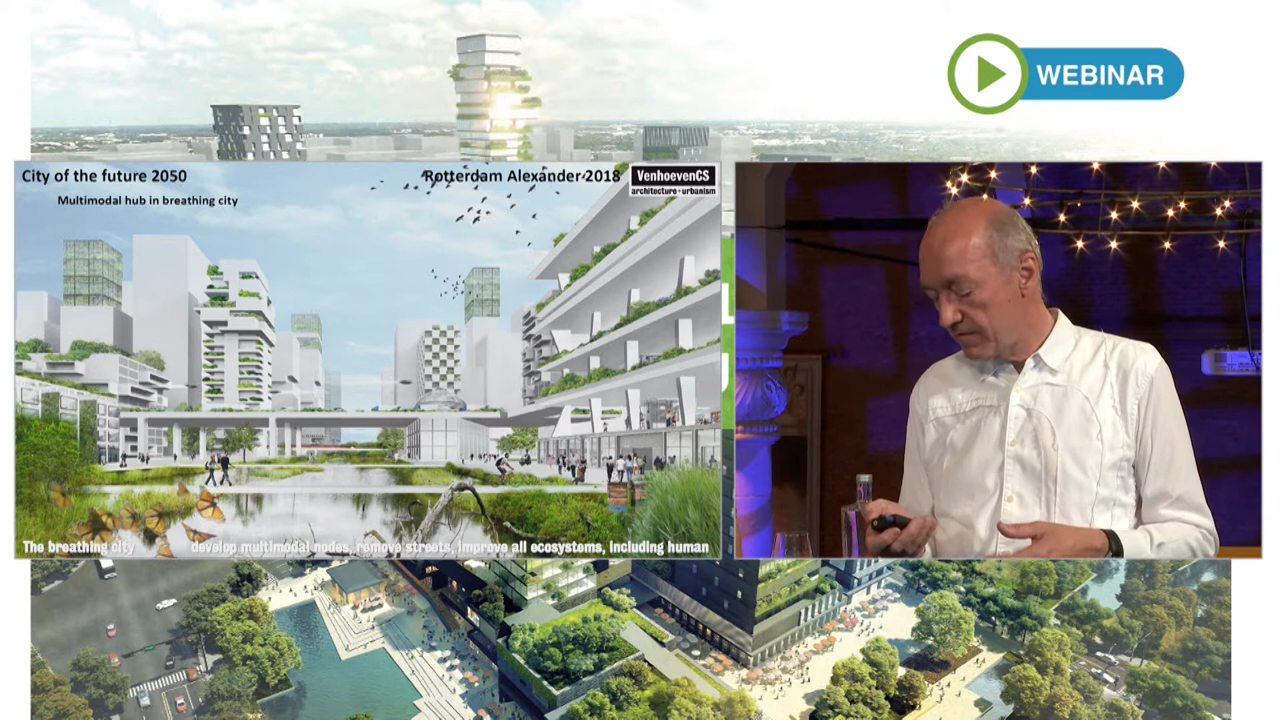 WEBINAR
City of the future 2050
Rotterdam Alexander 2018
VenhoevenCS
architecture+urbanism
Multimodal hub in breathing city
The breathing city
develop multimodal nodes, remove streets, improve all ecosystems, including human